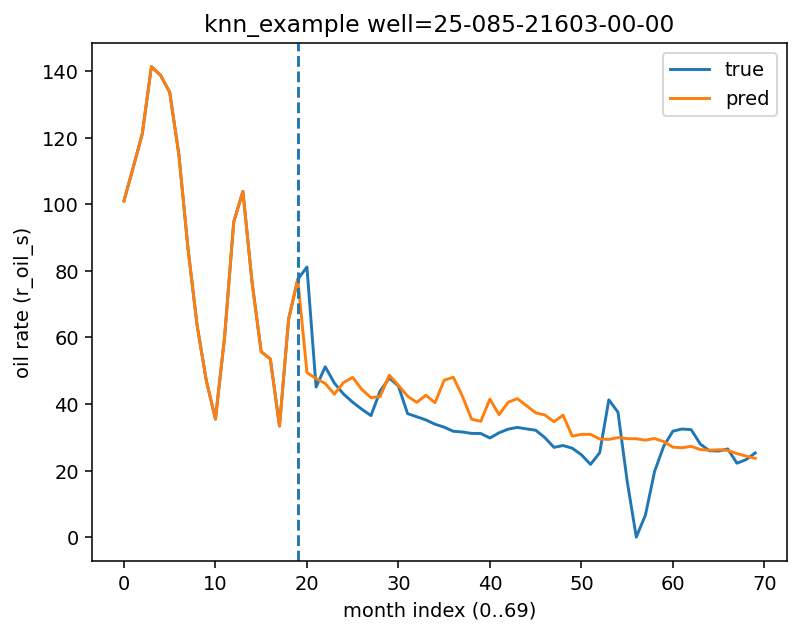 knn_example well=25-085-21603-00-00
true
pred
140
120
100
80
60
40
20
0
oil rate (r_oil_s)
0 10 20 30 40 50 60 70
month index (0..69)